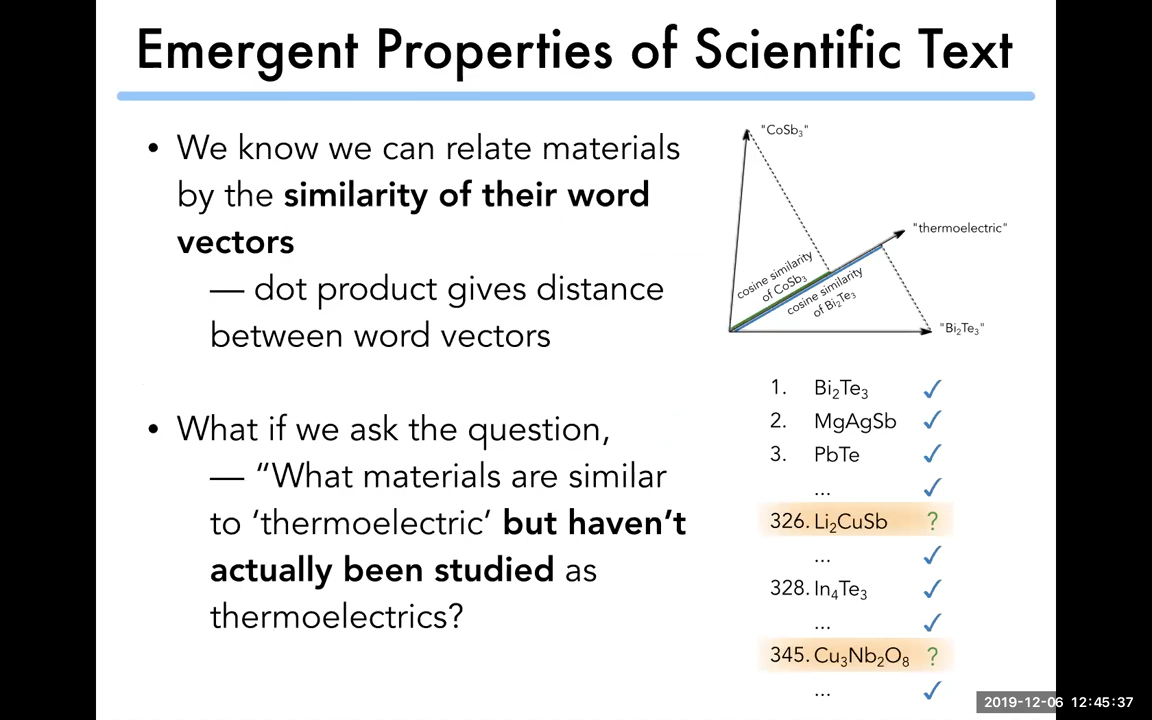 Emergent Properties of Scientific Text
• We know we can relate materials
by the similarity of their word
vectors
— dot product gives distance
between word vectors
• What if we ask the question,
— “What materials are similar
to ‘thermoelectric’ but haven’t
actually been studied as
thermoelectrics?
"CoSb₃"
"thermoelectric"
cosine similarity
of CoSb₃
cosine similarity
of Bi₂Te₃
"Bi₂Te₃"
1. Bi₂Te₃ ✓
2. MgAgSb ✓
3. PbTe ✓
... ✓
326. Li₂CuSb ?
... ✓
328. In₄Te₃ ✓
... ✓
345. Cu₃Nb₂O₈ ?
... ✓
2019-12-06 12:45:37